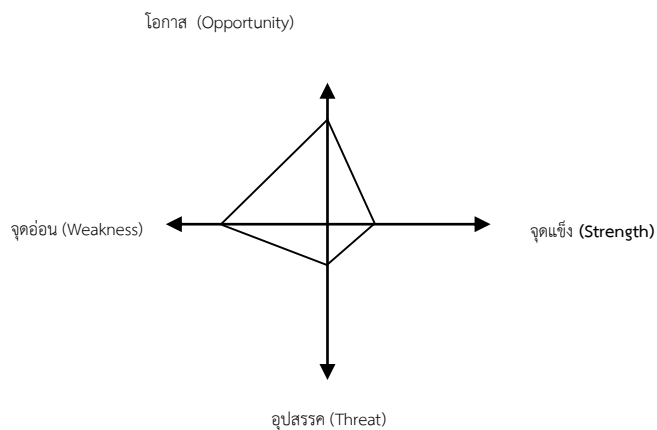 โอกาส (Opportunity)
จุดอ่อน (Weakness)
จุดแข็ง (Strength)
อุปสรรค (Threat)